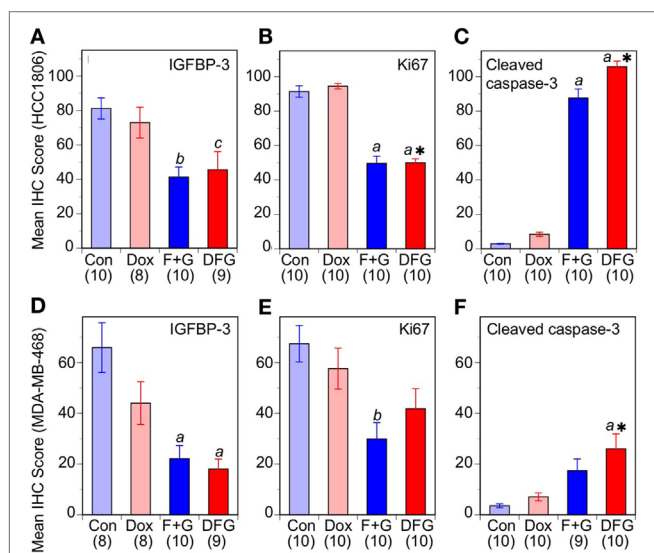 A
IGFBP-3
B
Ki67
C
Cleaved
caspase-3
Mean IHC Score (HCC1806)
100
80
60
40
20
0
b
c
a
a*
a
a*
Con Dox F+G DFG
(10) (8) (10) (9)
Con Dox F+G DFG
(10) (10) (10) (10)
Con Dox F+G DFG
(10) (10) (10) (10)
D
IGFBP-3
E
Ki67
F
Cleaved caspase-3
Mean IHC Score (MDA-MB-468)
60
40
20
0
a
a
b
a*
Con Dox F+G DFG
(8) (8) (10) (9)
Con Dox F+G DFG
(10) (10) (10) (10)
Con Dox F+G DFG
(10) (10) (9) (10)